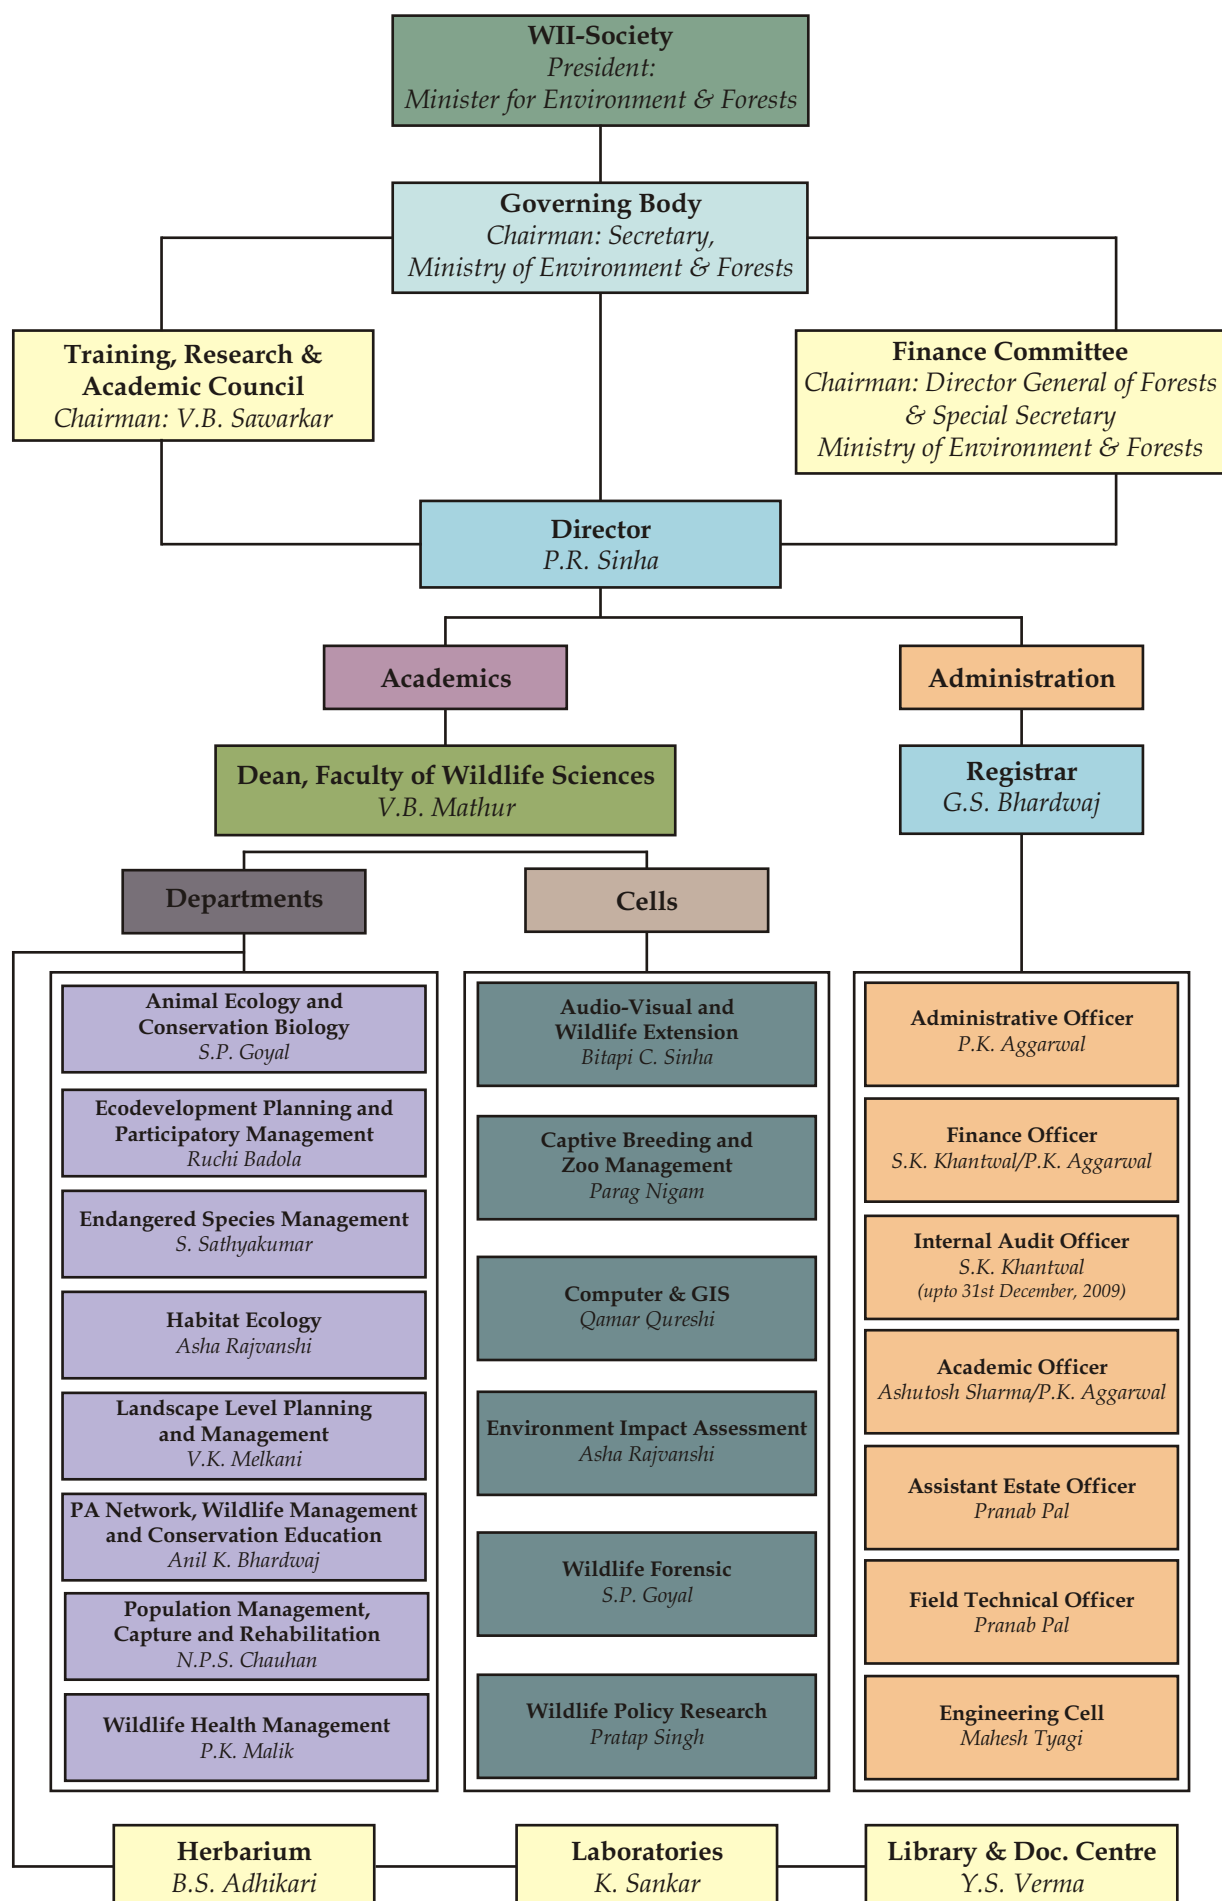 WII-Society
President:
Minister for Environment & Forests
Governing Body
Chairman: Secretary,
Ministry of Environment & Forests
Training, Research &
Academic Council
Chairman: V.B. Sawarkar
Finance Committee
Chairman: Director General of Forests
& Special Secretary
Ministry of Environment & Forests
Director
P.R. Sinha
Academics
Administration
Dean, Faculty of Wildlife Sciences
V.B. Mathur
Registrar
G.S. Bhardwaj
Departments
Cells
Animal Ecology and
Conservation Biology
S.P. Goyal
Ecodevelopment Planning and
Participatory Management
Ruchi Badola
Endangered Species Management
S. Sathyakumar
Habitat Ecology
Asha Rajvanshi
Landscape Level Planning
and Management
V.K. Melkani
PA Network, Wildlife Management
and Conservation Education
Anil K. Bhardwaj
Population Management,
Capture and Rehabilitation
N.P.S. Chauhan
Wildlife Health Management
P.K. Malik
Audio-Visual and
Wildlife Extension
Bitapi C. Sinha
Captive Breeding and
Zoo Management
Parag Nigam
Computer & GIS
Qamar Qureshi
Environment Impact Assessment
Asha Rajvanshi
Wildlife Forensic
S.P. Goyal
Wildlife Policy Research
Pratap Singh
Administrative Officer
P.K. Aggarwal
Finance Officer
S.K. Khantwal/P.K. Aggarwal
Internal Audit Officer
S.K. Khantwal
(upto 31st December, 2009)
Academic Officer
Ashutosh Sharma/P.K. Aggarwal
Assistant Estate Officer
Pranab Pal
Field Technical Officer
Pranab Pal
Engineering Cell
Mahesh Tyagi
Herbarium
B.S. Adhikari
Laboratories
K. Sankar
Library & Doc. Centre
Y.S. Verma